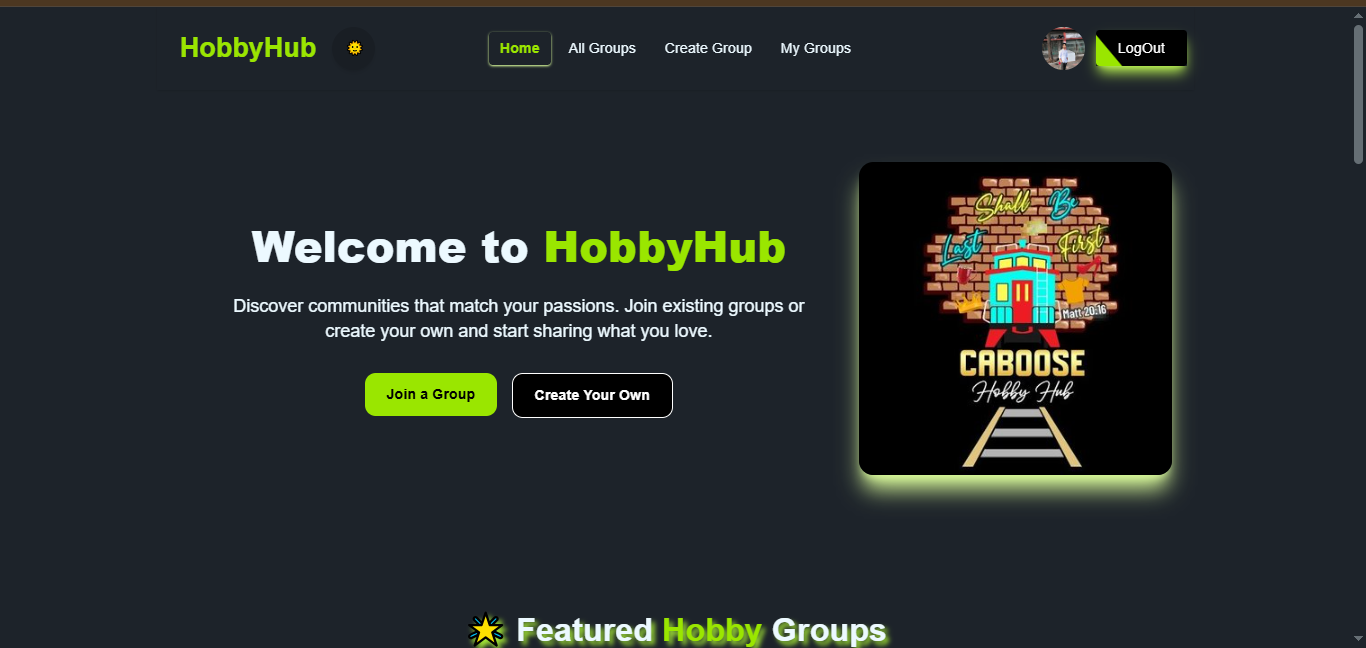 HobbyHub
Home
All Groups
Create Group
My Groups
LogOut
Welcome to HobbyHub
Discover communities that match your passions. Join existing groups or
create your own and start sharing what you love.
Join a Group
Create Your Own
Shall Be
Last First
Matt 20:16
CABOOSE
Hobby Hub
Featured Hobby Groups